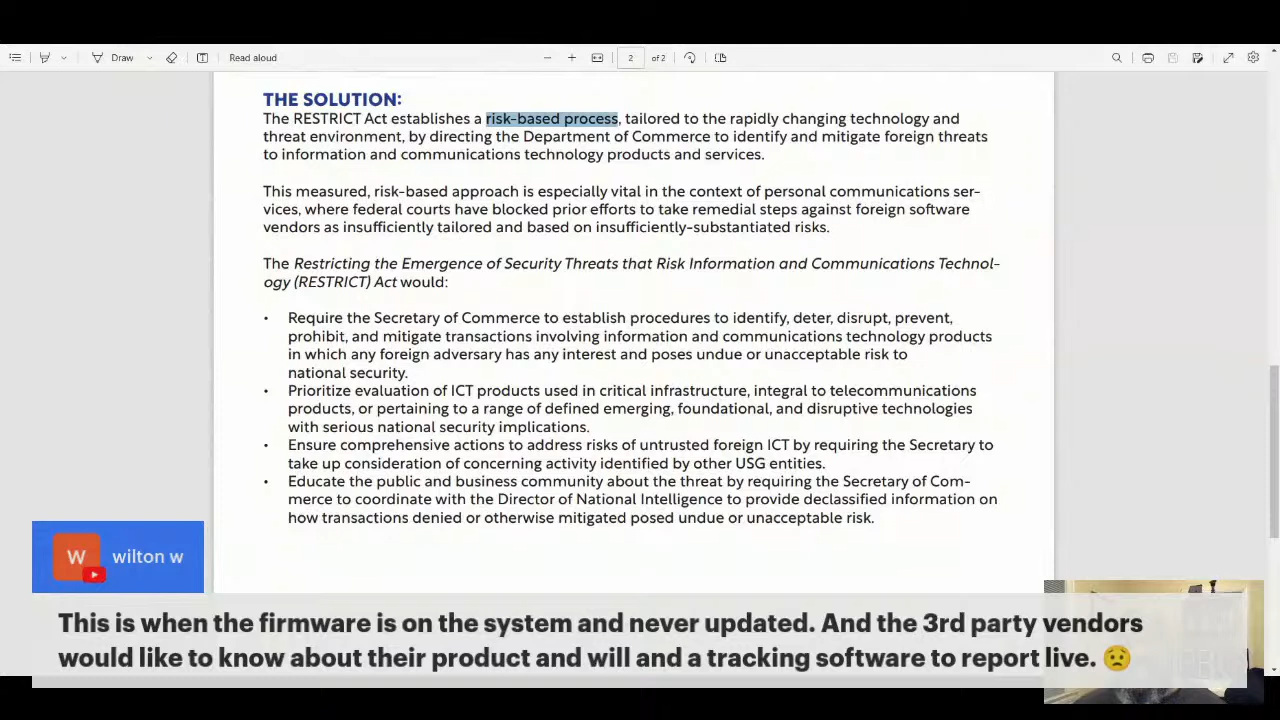 Draw
Read aloud
2
of 2
THE SOLUTION:
The RESTRICT Act establishes a risk-based process, tailored to the rapidly changing technology and
threat environment, by directing the Department of Commerce to identify and mitigate foreign threats
to information and communications technology products and services.
This measured, risk-based approach is especially vital in the context of personal communications ser-
vices, where federal courts have blocked prior efforts to take remedial steps against foreign software
vendors as insufficiently tailored and based on insufficiently-substantiated risks.
The Restricting the Emergence of Security Threats that Risk Information and Communications Technol-
ogy (RESTRICT) Act would:
• Require the Secretary of Commerce to establish procedures to identify, deter, disrupt, prevent,
prohibit, and mitigate transactions involving information and communications technology products
in which any foreign adversary has any interest and poses undue or unacceptable risk to
national security.
• Prioritize evaluation of ICT products used in critical infrastructure, integral to telecommunications
products, or pertaining to a range of defined emerging, foundational, and disruptive technologies
with serious national security implications.
• Ensure comprehensive actions to address risks of untrusted foreign ICT by requiring the Secretary to
take up consideration of concerning activity identified by other USG entities.
• Educate the public and business community about the threat by requiring the Secretary of Com-
merce to coordinate with the Director of National Intelligence to provide declassified information on
how transactions denied or otherwise mitigated posed undue or unacceptable risk.
W
wilton w
This is when the firmware is on the system and never updated. And the 3rd party vendors
would like to know about their product and will and a tracking software to report live. 😟